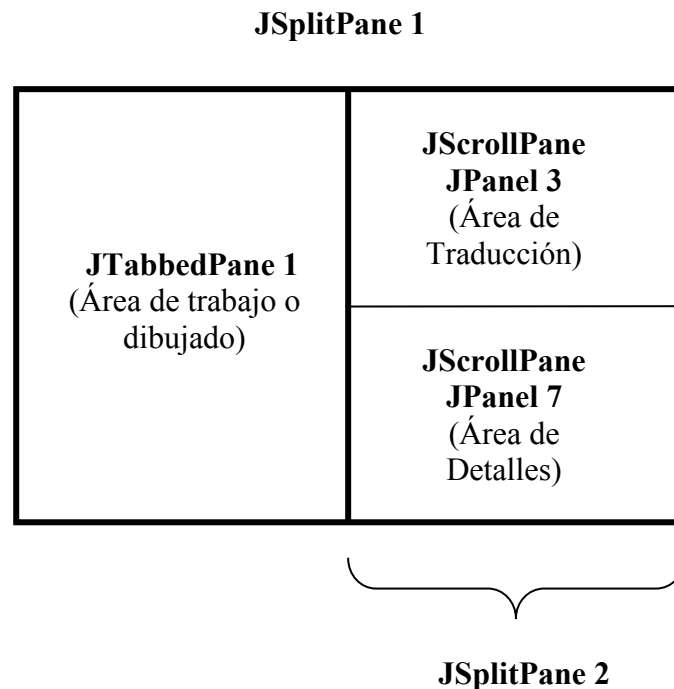 JSplitPane 1
JTabbedPane 1
(Área de trabajo o
dibujado)
JScrollPane
JPanel 3
(Área de
Traducción)
JScrollPane
JPanel 7
(Área de
Detalles)
JSplitPane 2